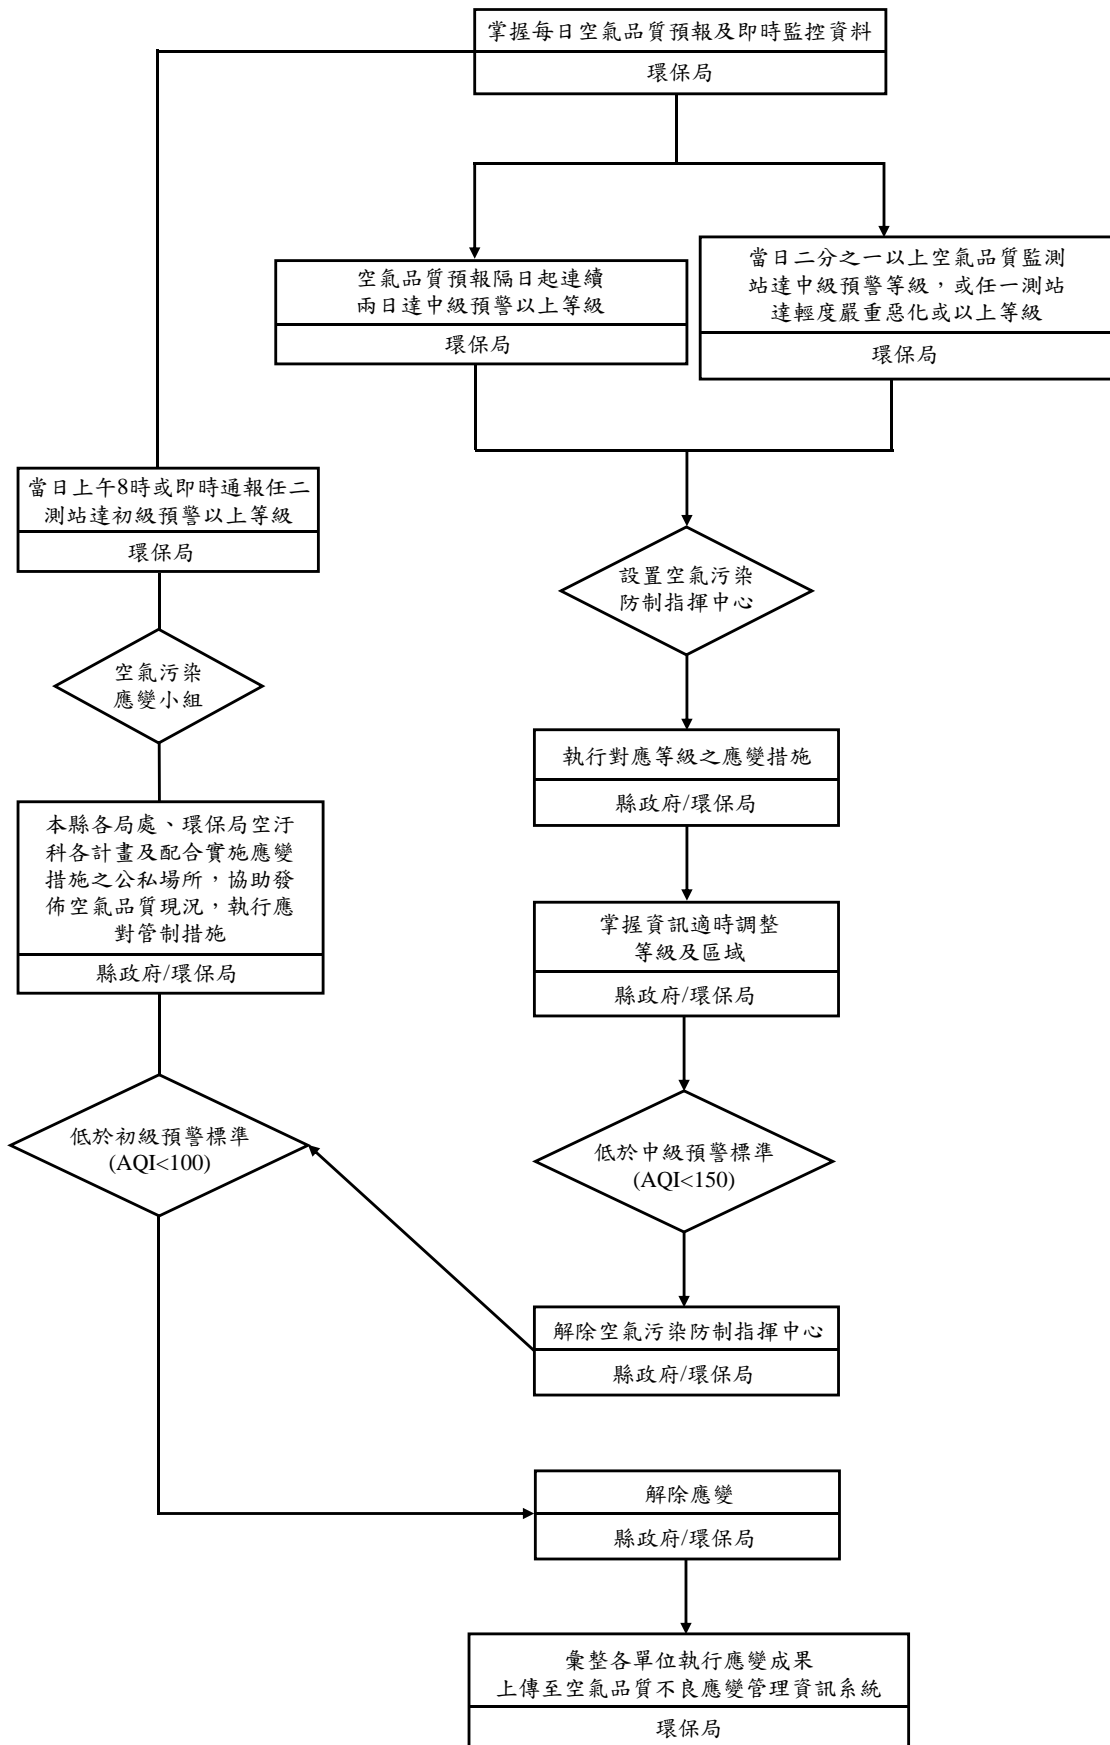 掌握每日空氣品質預報及即時監控資料
環保局
空氣品質預報隔日起連續
兩日達中級預警以上等級
環保局
當日二分之一以上空氣品質監測
站達中級預警等級，或任一測站
達輕度嚴重惡化或以上等級
環保局
當日上午8時或即時通報任二
測站達初級預警以上等級
環保局
設置空氣污染
防制指揮中心
空氣污染
應變小組
執行對應等級之應變措施
縣政府/環保局
本縣各局處、環保局空汙
科各計畫及配合實施應變
措施之公私場所，協助發
佈空氣品質現況，執行應
對管制措施
縣政府/環保局
掌握資訊適時調整
等級及區域
縣政府/環保局
低於初級預警標準
(AQI<100)
低於中級預警標準
(AQI<150)
解除空氣污染防制指揮中心
縣政府/環保局
解除應變
縣政府/環保局
彙整各單位執行應變成果
上傳至空氣品質不良應變管理資訊系統
環保局